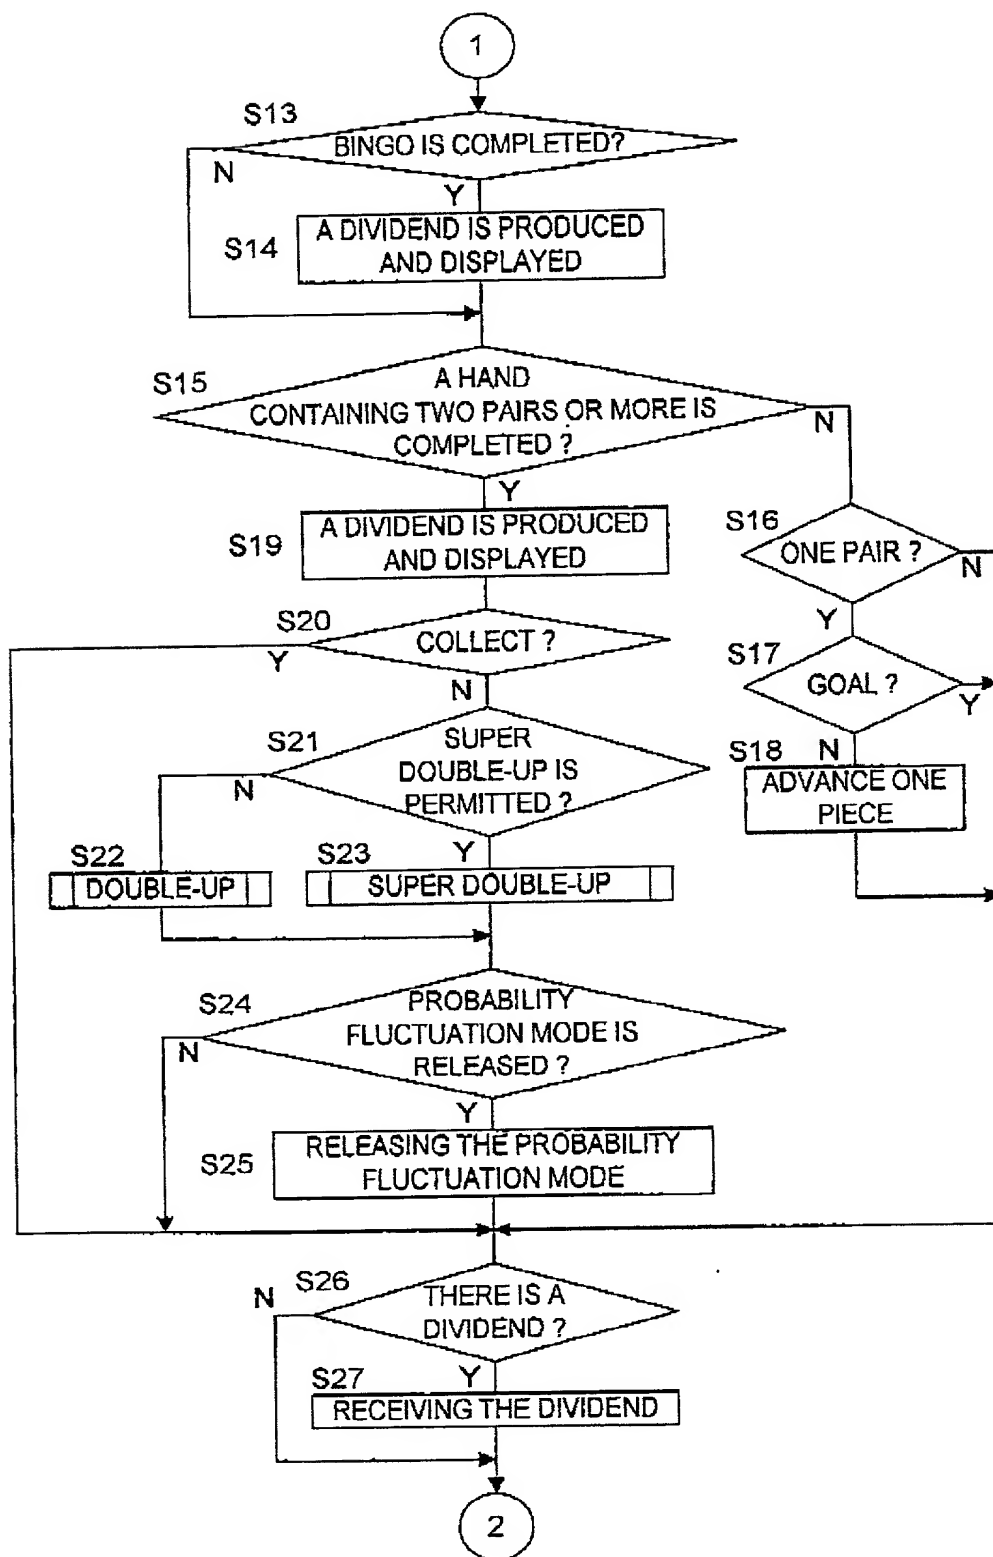 1
S13
BINGO IS COMPLETED?
N
Y
S14
A DIVIDEND IS PRODUCED
AND DISPLAYED
S15
A HAND
CONTAINING TWO PAIRS OR MORE IS
COMPLETED ?
N
Y
S19
A DIVIDEND IS PRODUCED
AND DISPLAYED
S16
ONE PAIR ?
N
Y
S20
COLLECT ?
Y
N
S17
GOAL ?
Y
N
S18
ADVANCE ONE
PIECE
S21
SUPER
DOUBLE-UP IS
PERMITTED ?
N
Y
S22
DOUBLE-UP
S23
SUPER DOUBLE-UP
S24
PROBABILITY
FLUCTUATION MODE IS
RELEASED ?
N
Y
S25
RELEASING THE PROBABILITY
FLUCTUATION MODE
S26
THERE IS A
DIVIDEND ?
N
Y
S27
RECEIVING THE DIVIDEND
2